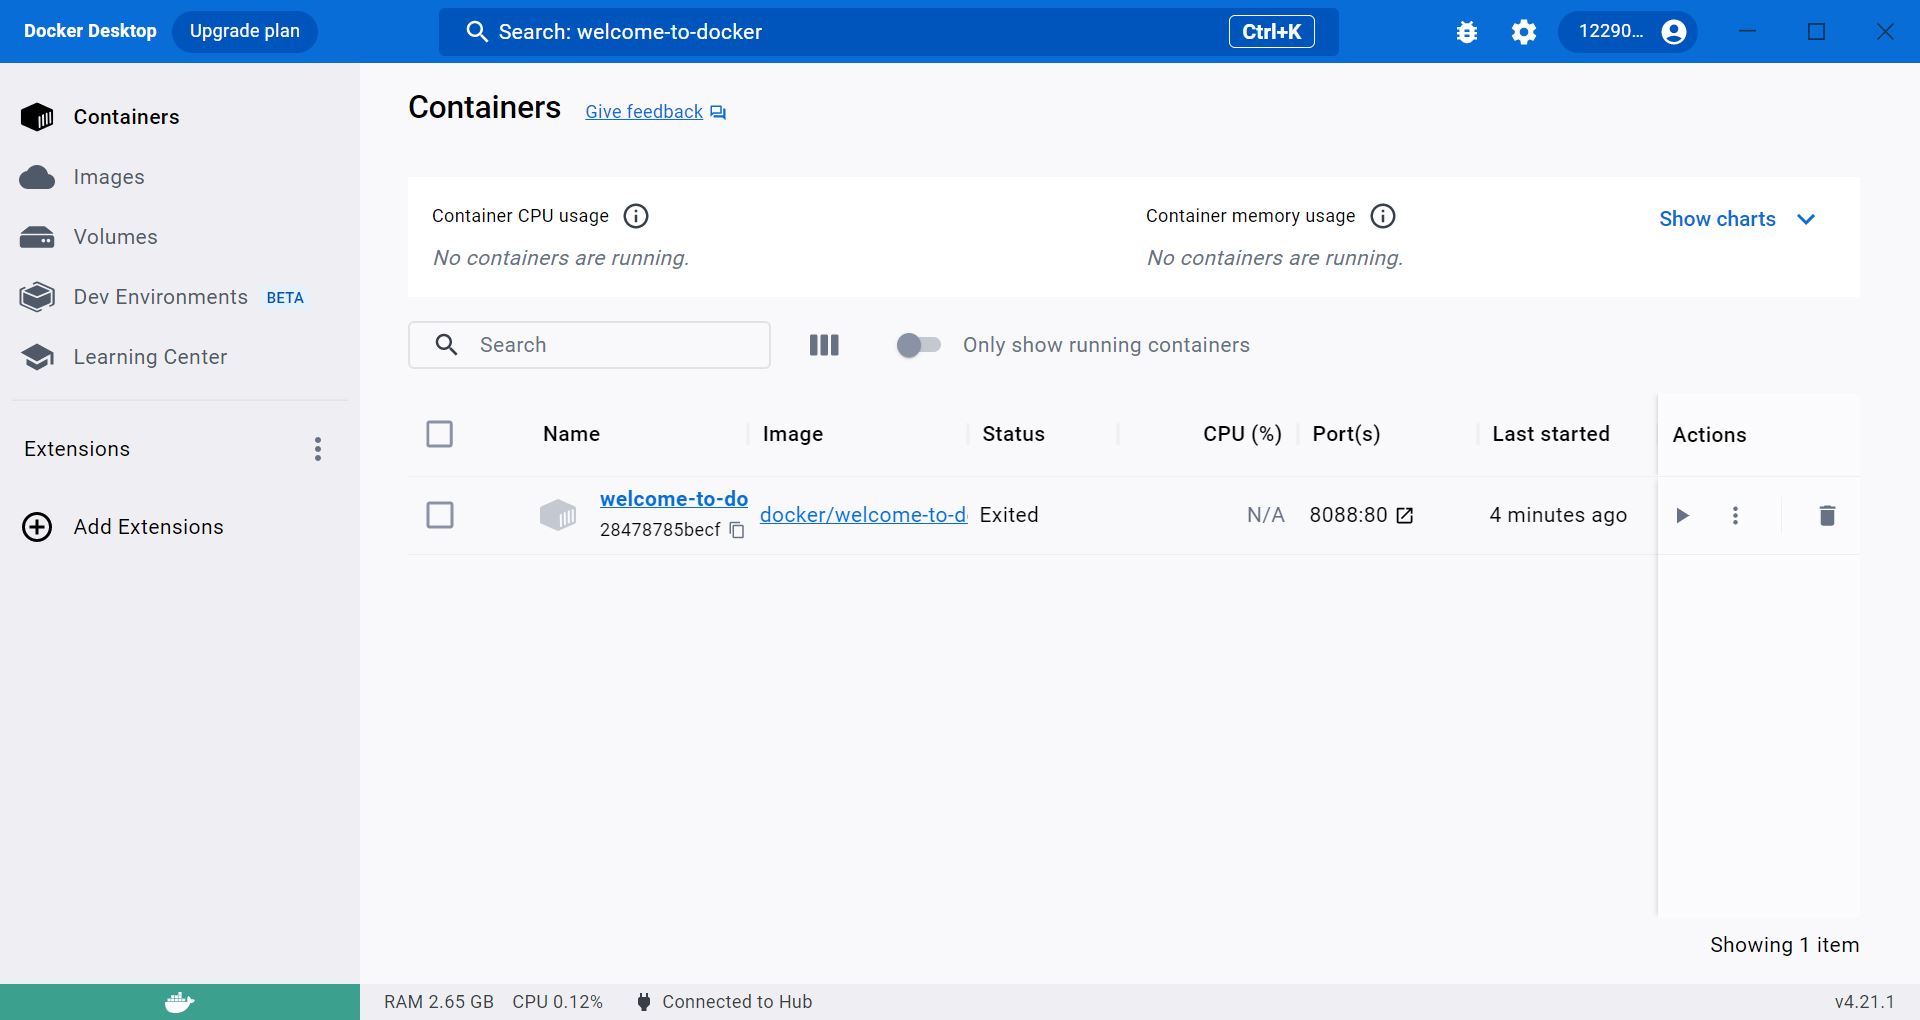 Docker Desktop
Upgrade plan
Search: welcome-to-docker
Ctrl+K
12290...
Containers
Images
Volumes
Dev Environments BETA
Learning Center
Extensions
Add Extensions
Containers
Give feedback
Container CPU usage
No containers are running.
Container memory usage
No containers are running.
Show charts
Search
Only show running containers
Name Image Status CPU (%) Port(s) Last started Actions
welcome-to-do
28478785becf
docker/welcome-to-d
Exited
N/A
8088:80
4 minutes ago
Showing 1 item
RAM 2.65 GB CPU 0.12% Connected to Hub
v4.21.1